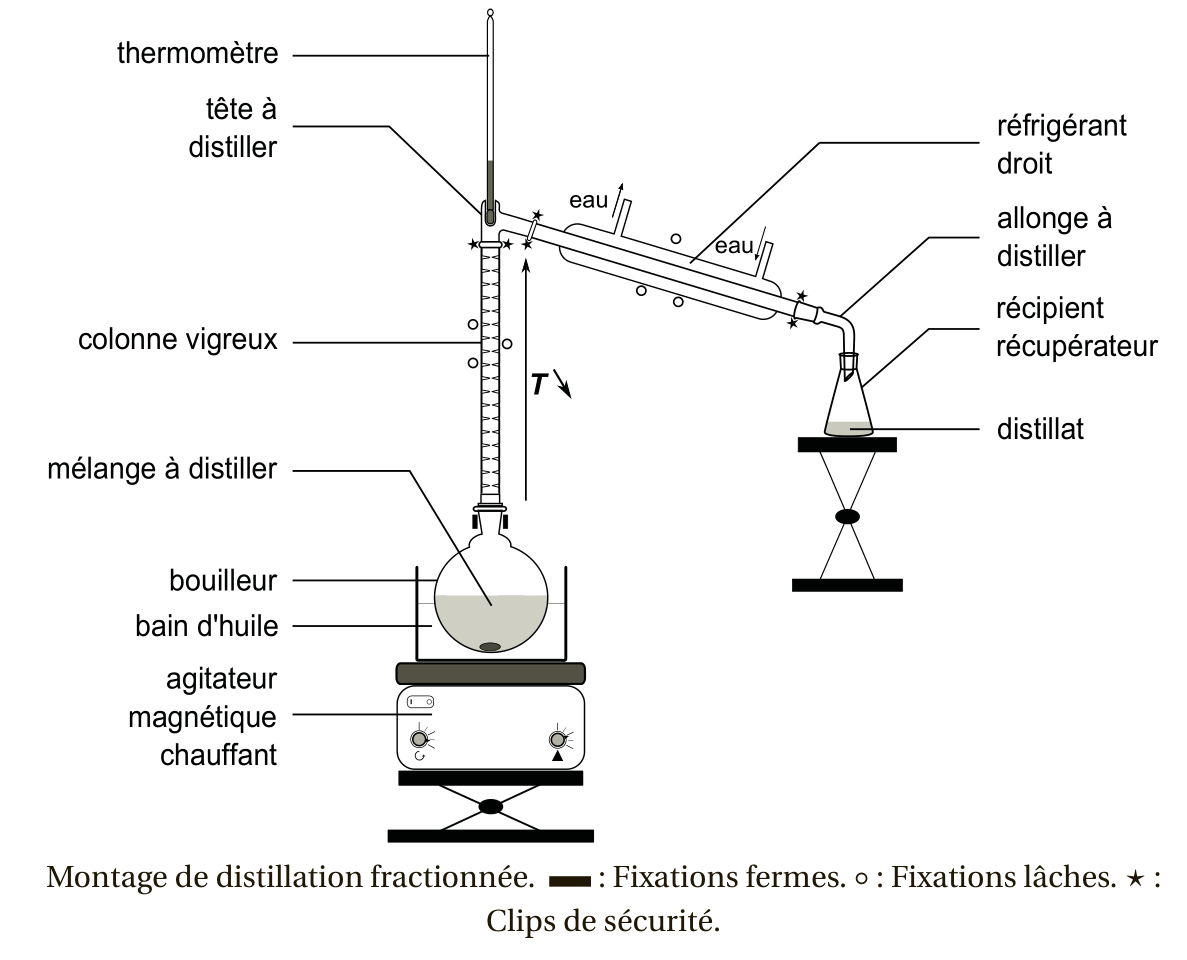 thermomètre
tête à
distiller
eau
eau
réfrigérant
droit
allonge à
distiller
récipient
récupérateur
colonne vigreux
T
distillat
mélange à distiller
bouilleur
bain d'huile
agitateur
magnétique
chauffant
Montage de distillation fractionnée. : Fixations fermes. : Fixations lâches. ★ :
Clips de sécurité.